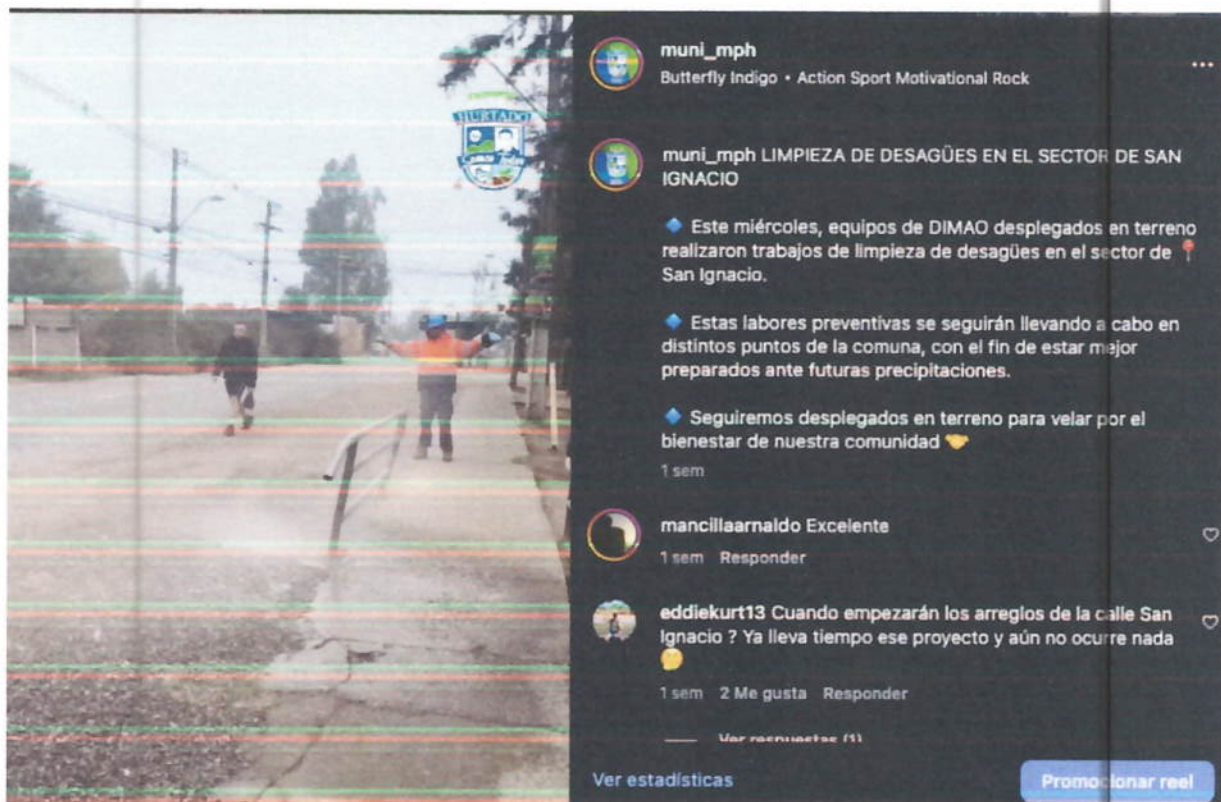 HURTADO
Somos Todos
muni_mph
Butterfly Indigo • Action Sport Motivational Rock
muni_mph LIMPIEZA DE DESAGÜES EN EL SECTOR DE SAN
IGNACIO
🔹 Este miércoles, equipos de DIMAO desplegados en terreno
realizaron trabajos de limpieza de desagües en el sector de 📍
San Ignacio.
🔹 Estas labores preventivas se seguirán llevando a cabo en
distintos puntos de la comuna, con el fin de estar mejor
preparados ante futuras precipitaciones.
🔹 Seguiremos desplegados en terreno para velar por el
bienestar de nuestra comunidad 🤝
1 sem
mancillaarnaldo Excelente
1 sem Responder
eddiekurt13 Cuando empezarán los arreglos de la calle San
Ignacio ? Ya lleva tiempo ese proyecto y aún no ocurre nada
🤔
1 sem 2 Me gusta Responder
Ver respuestas (1)
Ver estadísticas
Promocionar reel